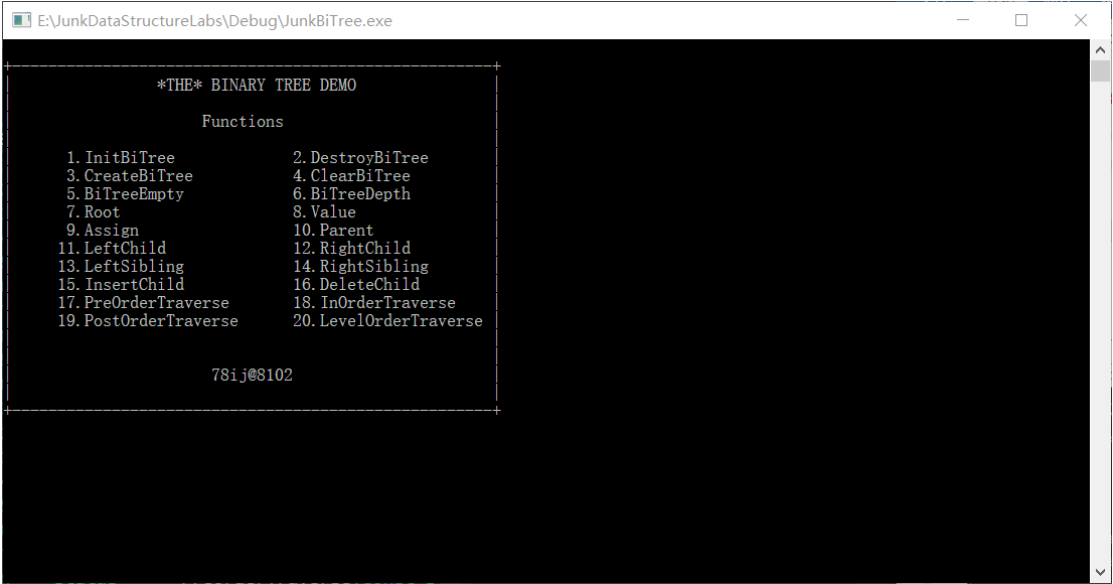 E:\JunkDataStructureLabs\Debug\JunkBiTree.exe
*THE* BINARY TREE DEMO
Functions
1.InitBiTree 2.DestroyBiTree
3.CreateBiTree 4.ClearBiTree
5.BiTreeEmpty 6.BiTreeDepth
7.Root 8.Value
9.Assign 10.Parent
11.LeftChild 12.RightChild
13.LeftSibling 14.RightSibling
15.InsertChild 16.DeleteChild
17.PreOrderTraverse 18.InOrderTraverse
19.PostOrderTraverse 20.LevelOrderTraverse
78ij@8102